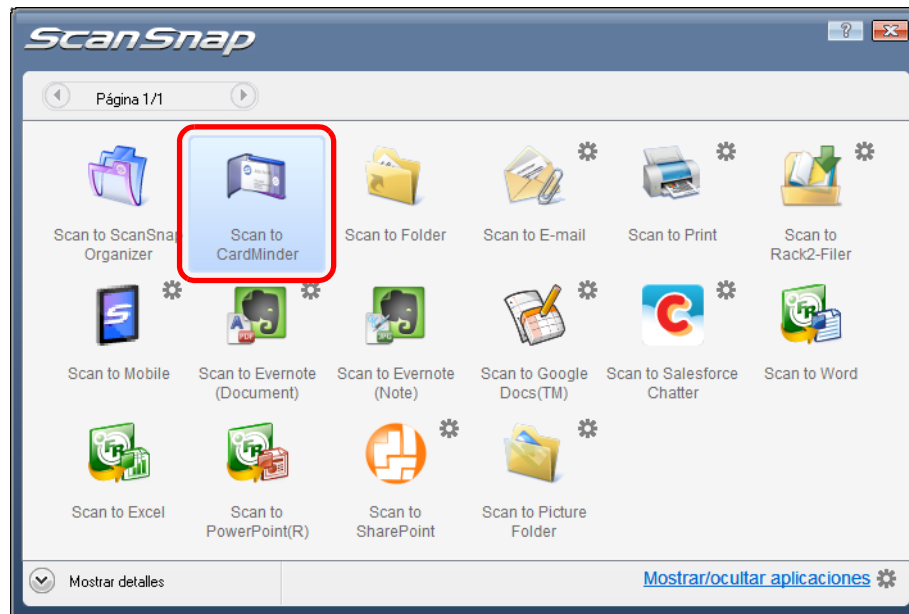 ScanSnap
?
Página 1/1
Scan to ScanSnap
Organizer
Scan to
CardMinder
Scan to Folder
Scan to E-mail
Scan to Print
Scan to
Rack2-Filer
Scan to Mobile
Scan to Evernote
(Document)
Scan to Evernote
(Note)
Scan to Google
Docs(TM)
Scan to Salesforce
Chatter
Scan to Word
Scan to Excel
Scan to
PowerPoint(R)
Scan to
SharePoint
Scan to Picture
Folder
Mostrar detalles
Mostrar/ocultar aplicaciones